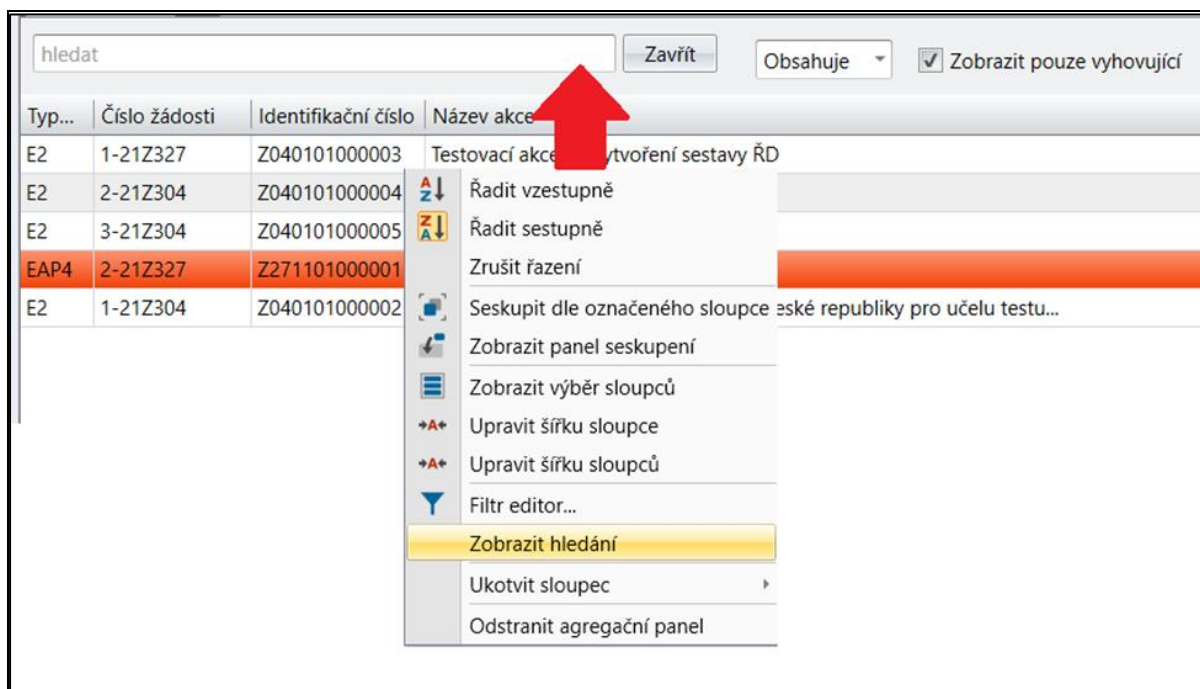 hledat Zavřít Obsahuje Zobrazit pouze vyhovující
Typ... Číslo žádosti Identifikační číslo Název akce
E2 1-21Z327 Z040101000003 Testovací akce ytvoření sestavy ŘD
E2 2-21Z304 Z040101000004
E2 3-21Z304 Z040101000005
EAP4 2-21Z327 Z271101000001
E2 1-21Z304 Z040101000002 eské republiky pro učelu testu...
Řadit vzestupně
Řadit sestupně
Zrušit řazení
Seskupit dle označeného sloupce
Zobrazit panel seskupení
Zobrazit výběr sloupců
Upravit šířku sloupce
Upravit šířku sloupců
Filtr editor...
Zobrazit hledání
Ukotvit sloupec
Odstranit agregační panel